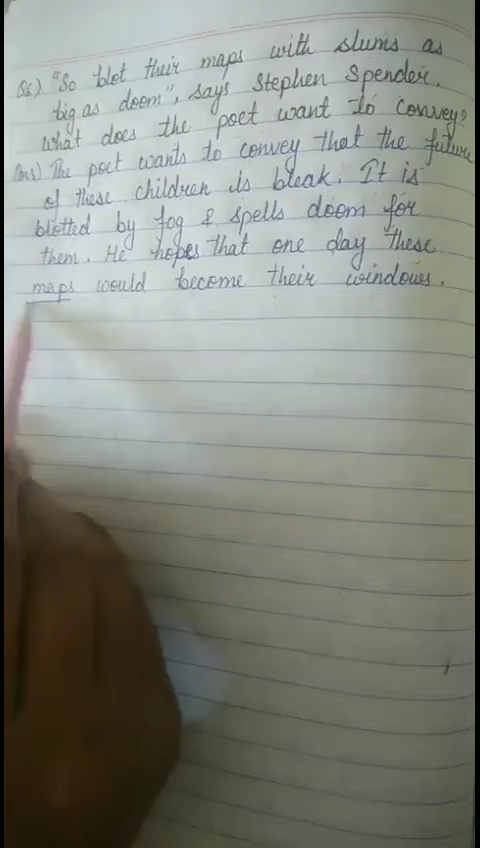 Q6) "So blot their maps with slums as
big as doom", says Stephen Spender.
What does the poet want to convey?
Ans) The poet wants to convey that the future
of these children is bleak. It is
blotted by fog & spells doom for
them. He hopes that one day these
maps would become their windows.